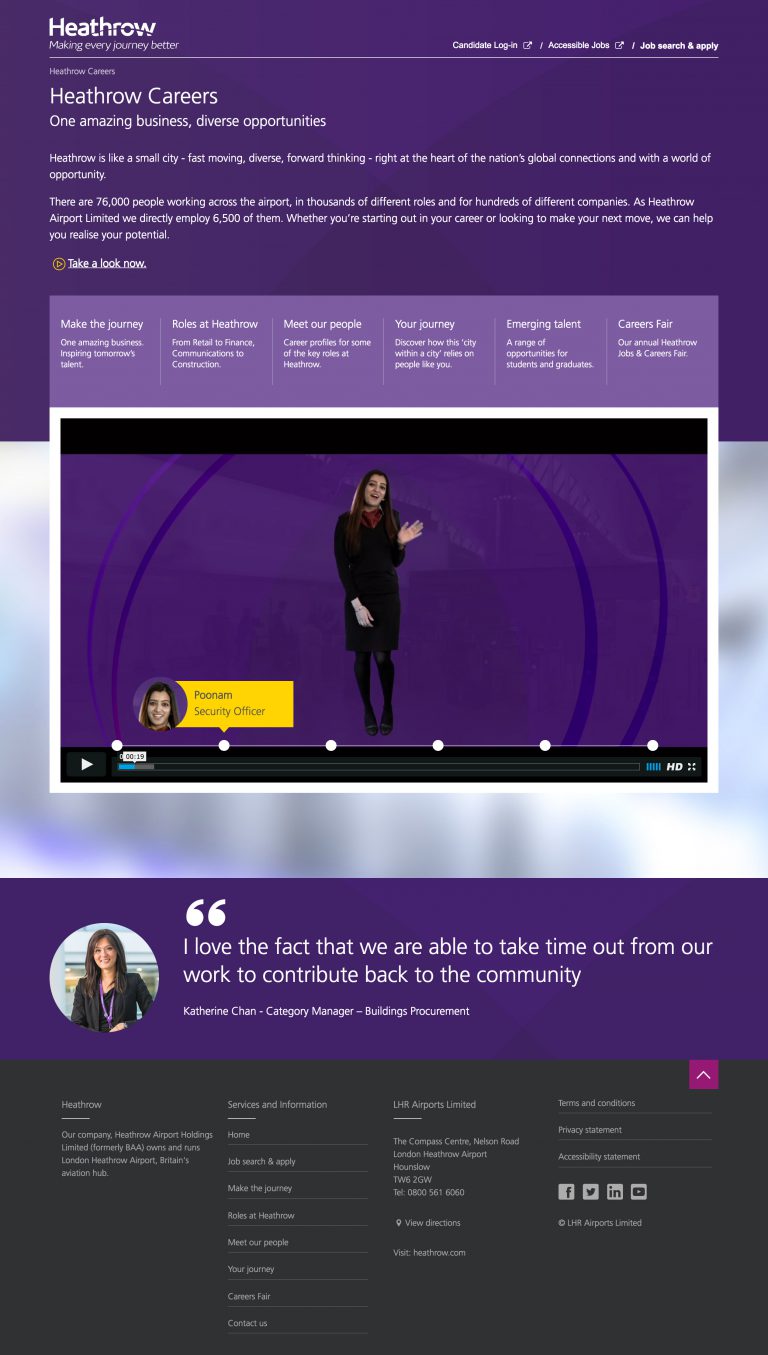 Heathrow
Making every journey better
Candidate Log-in / Accessible Jobs / Job search & apply
Heathrow Careers
Heathrow Careers
One amazing business, diverse opportunities
Heathrow is like a small city - fast moving, diverse, forward thinking - right at the heart of the nation's global connections and with a world of
opportunity.
There are 76,000 people working across the airport, in thousands of different roles and for hundreds of different companies. As Heathrow
Airport Limited we directly employ 6,500 of them. Whether you're starting out in your career or looking to make your next move, we can help
you realise your potential.
Take a look now.
Make the journey
One amazing business.
Inspiring tomorrow's
talent.
Roles at Heathrow
From Retail to Finance,
Communications to
Construction.
Meet our people
Career profiles for some
of the key roles at
Heathrow.
Your journey
Discover how this 'city
within a city' relies on
people like you.
Emerging talent
A range of
opportunities for
students and graduates.
Careers Fair
Our annual Heathrow
Jobs & Careers Fair.
Poonam
Security Officer
00:19
HD
“
I love the fact that we are able to take time out from our
work to contribute back to the community
Katherine Chan - Category Manager – Buildings Procurement
Heathrow
Our company, Heathrow Airport Holdings
Limited (formerly BAA) owns and runs
London Heathrow Airport, Britain's
aviation hub.
Services and Information
Home
Job search & apply
Make the journey
Roles at Heathrow
Meet our people
Your journey
Careers Fair
Contact us
LHR Airports Limited
The Compass Centre, Nelson Road
London Heathrow Airport
Hounslow
TW6 2GW
Tel: 0800 561 6060
View directions
Visit: heathrow.com
Terms and conditions
Privacy statement
Accessibility statement
© LHR Airports Limited